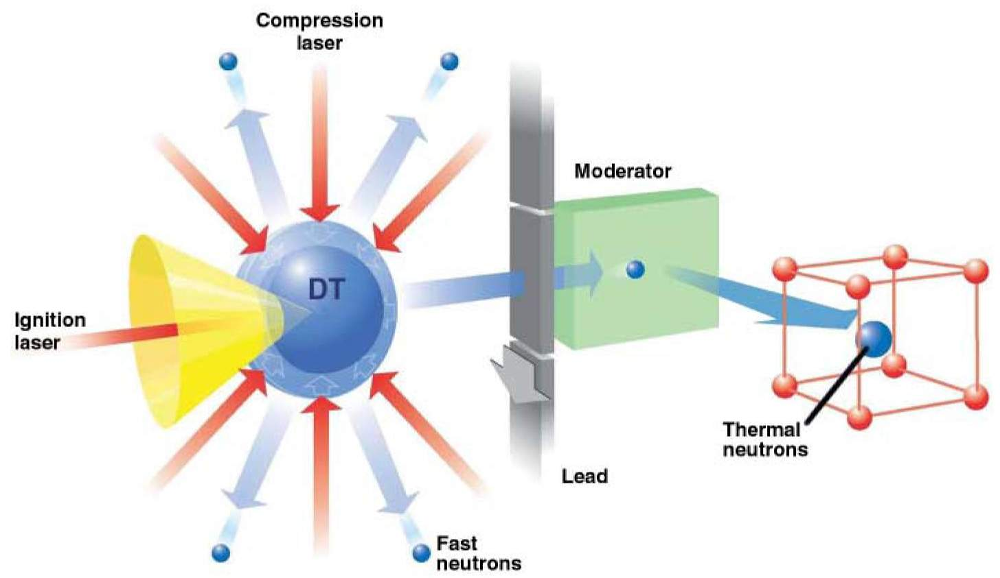 Compression
laser
Moderator
DT
Ignition
laser
Thermal
neutrons
Lead
Fast
neutrons